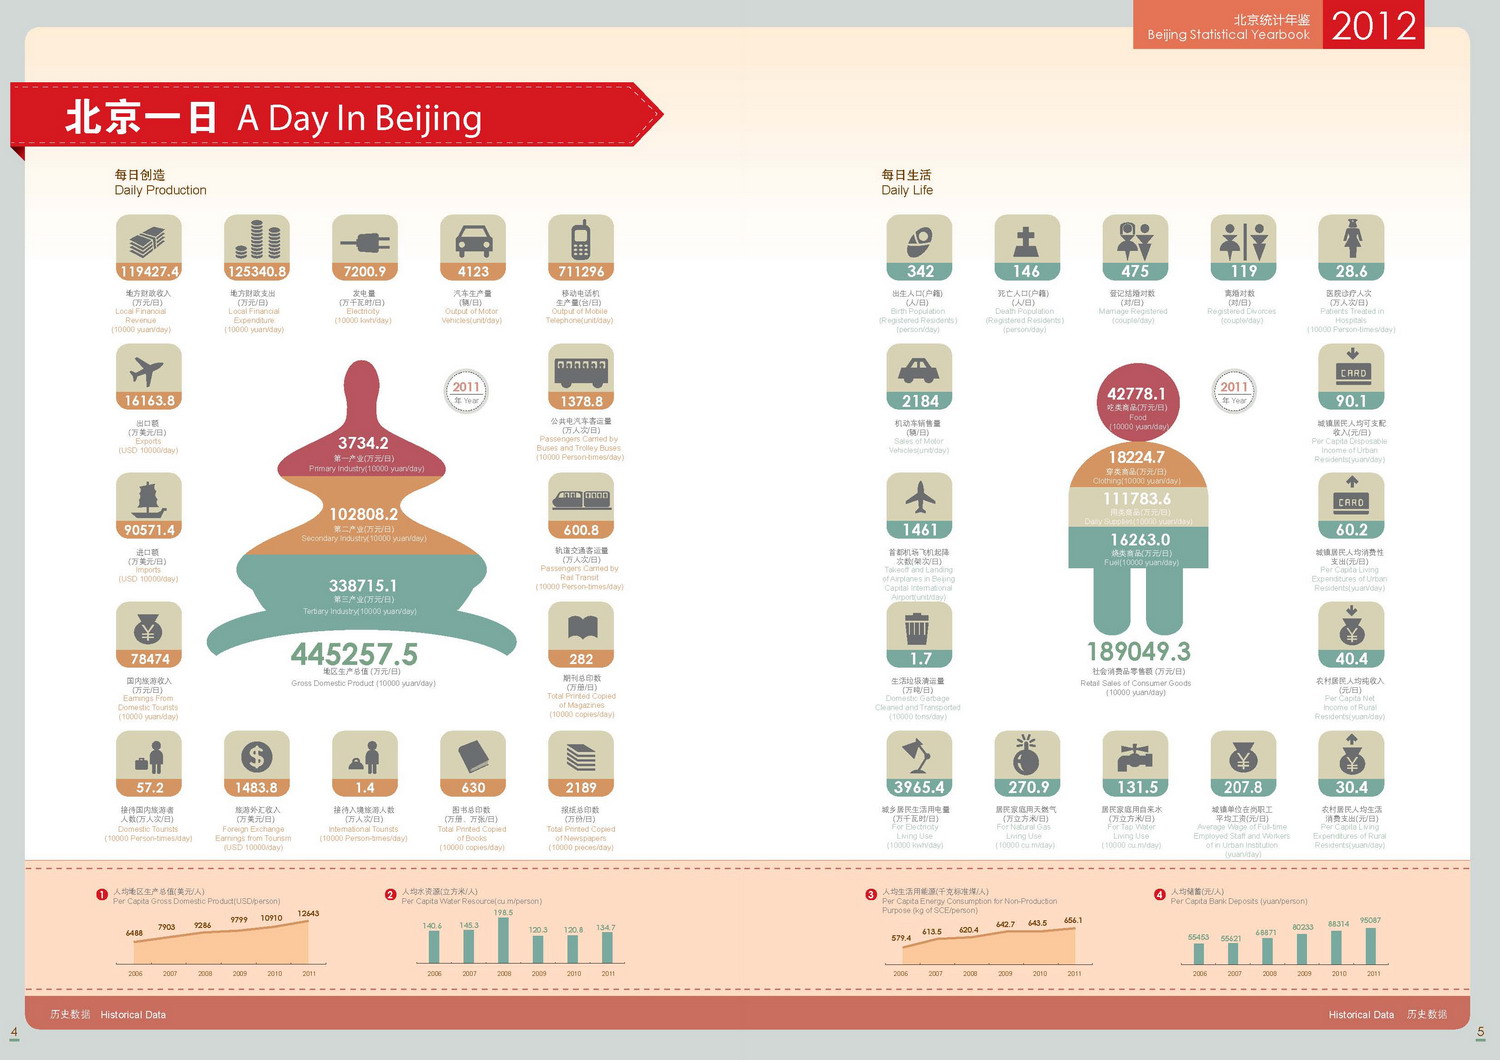 北京统计年鉴
Beijing Statistical Yearbook
2012
北京一日 A Day In Beijing
每日创造
Daily Production
119427.4
地方财政收入
(万元/日)
Local Financial
Revenue
(10000 yuan/day)
125340.8
地方财政支出
(万元/日)
Local Financial
Expenditure
(10000 yuan/day)
7200.9
发电量
(万千瓦时/日)
Electricity
(10000 kwh/day)
4123
汽车生产量
(辆/日)
Output of Motor
Vehicles(unit/day)
711296
移动电话机
生产量(台/日)
Output of Mobile
Telephone(unit/day)
16163.8
出口额
(万美元/日)
Exports
(USD 10000/day)
90571.4
进口额
(万美元/日)
Imports
(USD 10000/day)
78474
国内旅游收入
(万元/日)
Earnings From
Domestic Tourists
(10000 yuan/day)
2011
年 Year
3734.2
第一产业(万元/日)
Primary Industry(10000 yuan/day)
102808.2
第二产业(万元/日)
Secondary Industry(10000 yuan/day)
338715.1
第三产业(万元/日)
Tertiary Industry(10000 yuan/day)
445257.5
地区生产总值 (万元/日)
Gross Domestic Product (10000 yuan/day)
1378.8
公共电汽车客运量
(万人次/日)
Passengers Carried by
Buses and Trolley Buses
(10000 Person-times/day)
600.8
轨道交通客运量
(万人次/日)
Passengers Carried by
Rail Transit
(10000 Person-times/day)
282
期刊总印数
(万册/日)
Total Printed Copied
of Magazines
(10000 copies/day)
57.2
接待国内旅游者
人数(万人次/日)
Domestic Tourists
(10000 Person-times/day)
$
1483.8
旅游外汇收入
(万美元/日)
Foreign Exchange
Earnings from Tourism
(USD 10000/day)
1.4
接待入境旅游人数
(万人次/日)
International Tourists
(10000 Person-times/day)
630
图书总印数
(万册、万张/日)
Total Printed Copied
of Books
(10000 copies/day)
2189
报纸总印数
(万份/日)
Total Printed Copied
of Newspapers
(10000 pieces/day)
每日生活
Daily Life
342
出生人口(户籍)
(人/日)
Birth Population
(Registered Residents)
(person/day)
146
死亡人口(户籍)
(人/日)
Death Population
(Registered Residents)
(person/day)
475
登记结婚对数
(对/日)
Marriage Registered
(couple/day)
119
离婚对数
(对/日)
Registered Divorces
(couple/day)
28.6
医院诊疗人次
(万人次/日)
Patients Treated in
Hospitals
(10000 Person-times/day)
2184
机动车销售量
(辆/日)
Sales of Motor
Vehicles(unit/day)
1461
首都机场飞机起降
次数(架次/日)
Takeoff and Landing
of Airplanes in Beijing
Capital International
Airport(unit/day)
1.7
生活垃圾清运量
(万吨/日)
Domestic Garbage
Cleaned and Transported
(10000 tons/day)
2011
年 Year
42778.1
吃类商品(万元/日)
Food
(10000 yuan/day)
18224.7
穿类商品(万元/日)
Clothing(10000 yuan/day)
111783.6
用类商品(万元/日)
Daily Supplies(10000 yuan/day)
16263.0
烧类商品(万元/日)
Fuel(10000 yuan/day)
189049.3
社会消费品零售额 (万元/日)
Retail Sales of Consumer Goods
(10000 yuan/day)
CARD
90.1
城镇居民人均可支配
收入(元/日)
Per Capita Disposable
Income of Urban
Residents(yuan/day)
CARD
60.2
城镇居民人均消费性
支出(元/日)
Per Capita Living
Expenditures of Urban
Residents(yuan/day)
40.4
农村居民人均纯收入
(元/日)
Per Capita Net
Income of Rural
Residents(yuan/day)
3965.4
城乡居民生活用电量
(万千瓦时/日)
For Electricity
Living Use
(10000 kwh/day)
270.9
居民家庭用天燃气
(万立方米/日)
For Natural Gas
Living Use
(10000 cu.m/day)
131.5
居民家庭用自来水
(万立方米/日)
For Tap Water
Living Use
(10000 cu.m/day)
207.8
城镇单位在岗职工
平均工资(元/日)
Average Wage of Full-time
Employed Staff and Workers
of in Urban Institution
(yuan/day)
30.4
农村居民人均生活
消费支出(元/日)
Per Capita Living
Expenditures of Rural
Residents(yuan/day)
1 人均地区生产总值(美元/人)
Per Capita Gross Domestic Product(USD/person)
6488 7903 9286 9799 10910 12643
2006 2007 2008 2009 2010 2011
2 人均水资源(立方米/人)
Per Capita Water Resource(cu.m/person)
140.6 145.3 198.5 120.3 120.8 134.7
2006 2007 2008 2009 2010 2011
3 人均生活用能源(千克标准煤/人)
Per Capita Energy Consumption for Non-Production
Purpose (kg of SCE/person)
579.4 613.5 620.4 642.7 643.5 656.1
2006 2007 2008 2009 2010 2011
4 人均储蓄(元/人)
Per Capita Bank Deposits (yuan/person)
55453 55621 68871 80233 88314 95087
2006 2007 2008 2009 2010 2011
历史数据 Historical Data
Historical Data 历史数据
4
5